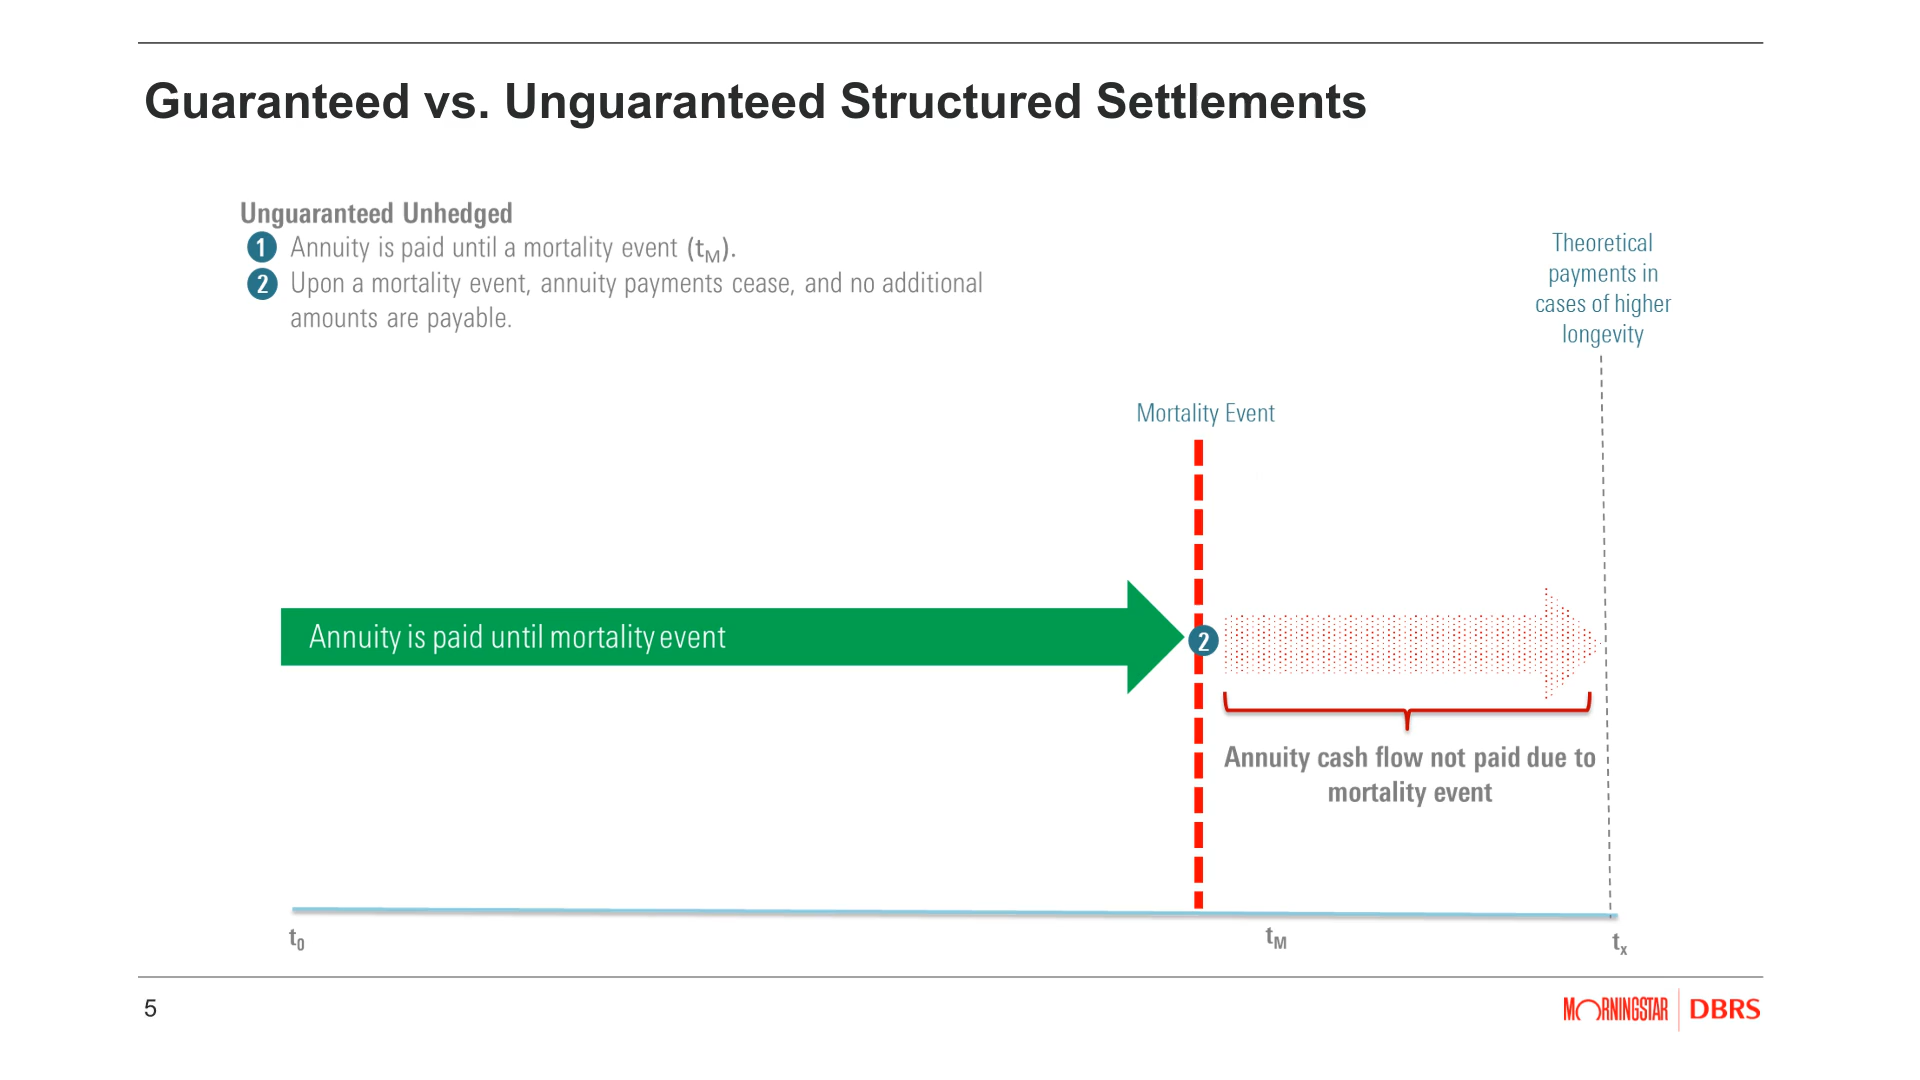 Guaranteed vs. Unguaranteed Structured Settlements
Unguaranteed Unhedged
1 Annuity is paid until a mortality event (tM).
2 Upon a mortality event, annuity payments cease, and no additional
amounts are payable.
Theoretical
payments in
cases of higher
longevity
Mortality Event
Annuity is paid until mortality event
2
Annuity cash flow not paid due to
mortality event
t0
tM
tx
5
MORNINGSTAR | DBRS